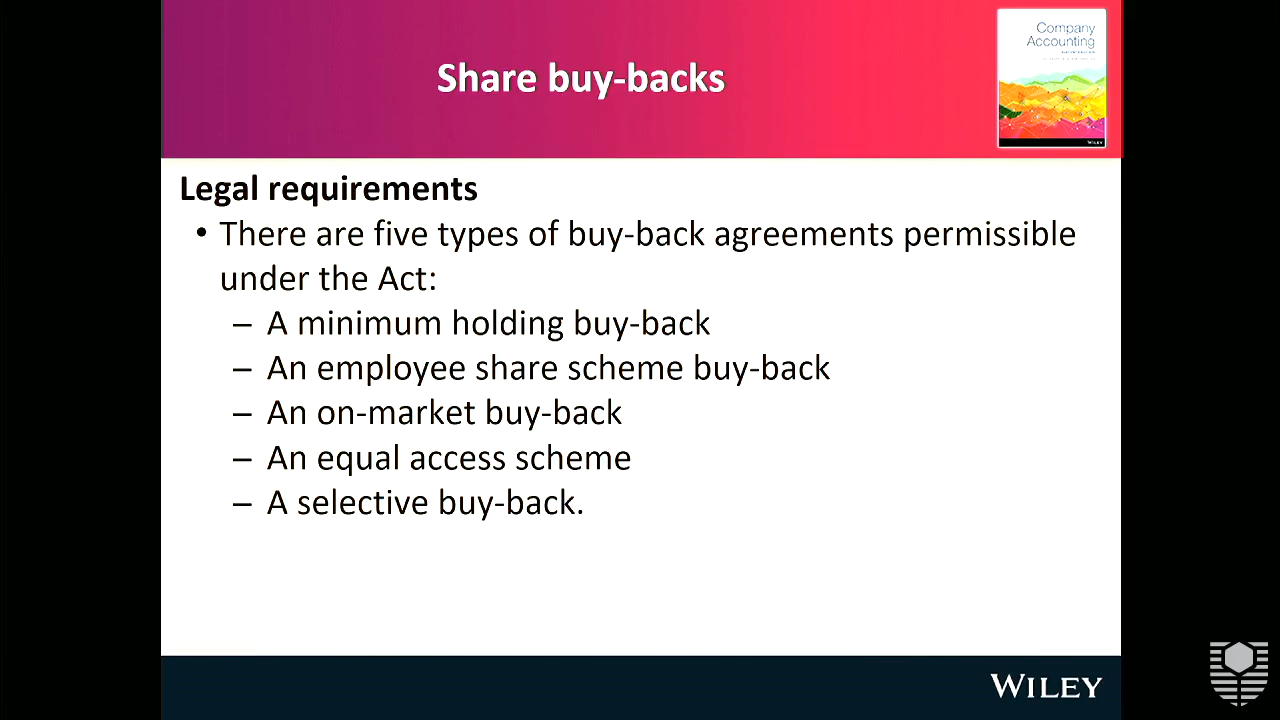 Share buy-backs
Company
Accounting
WILEY
Legal requirements
• There are five types of buy-back agreements permissible
under the Act:
– A minimum holding buy-back
– An employee share scheme buy-back
– An on-market buy-back
– An equal access scheme
– A selective buy-back.
WILEY